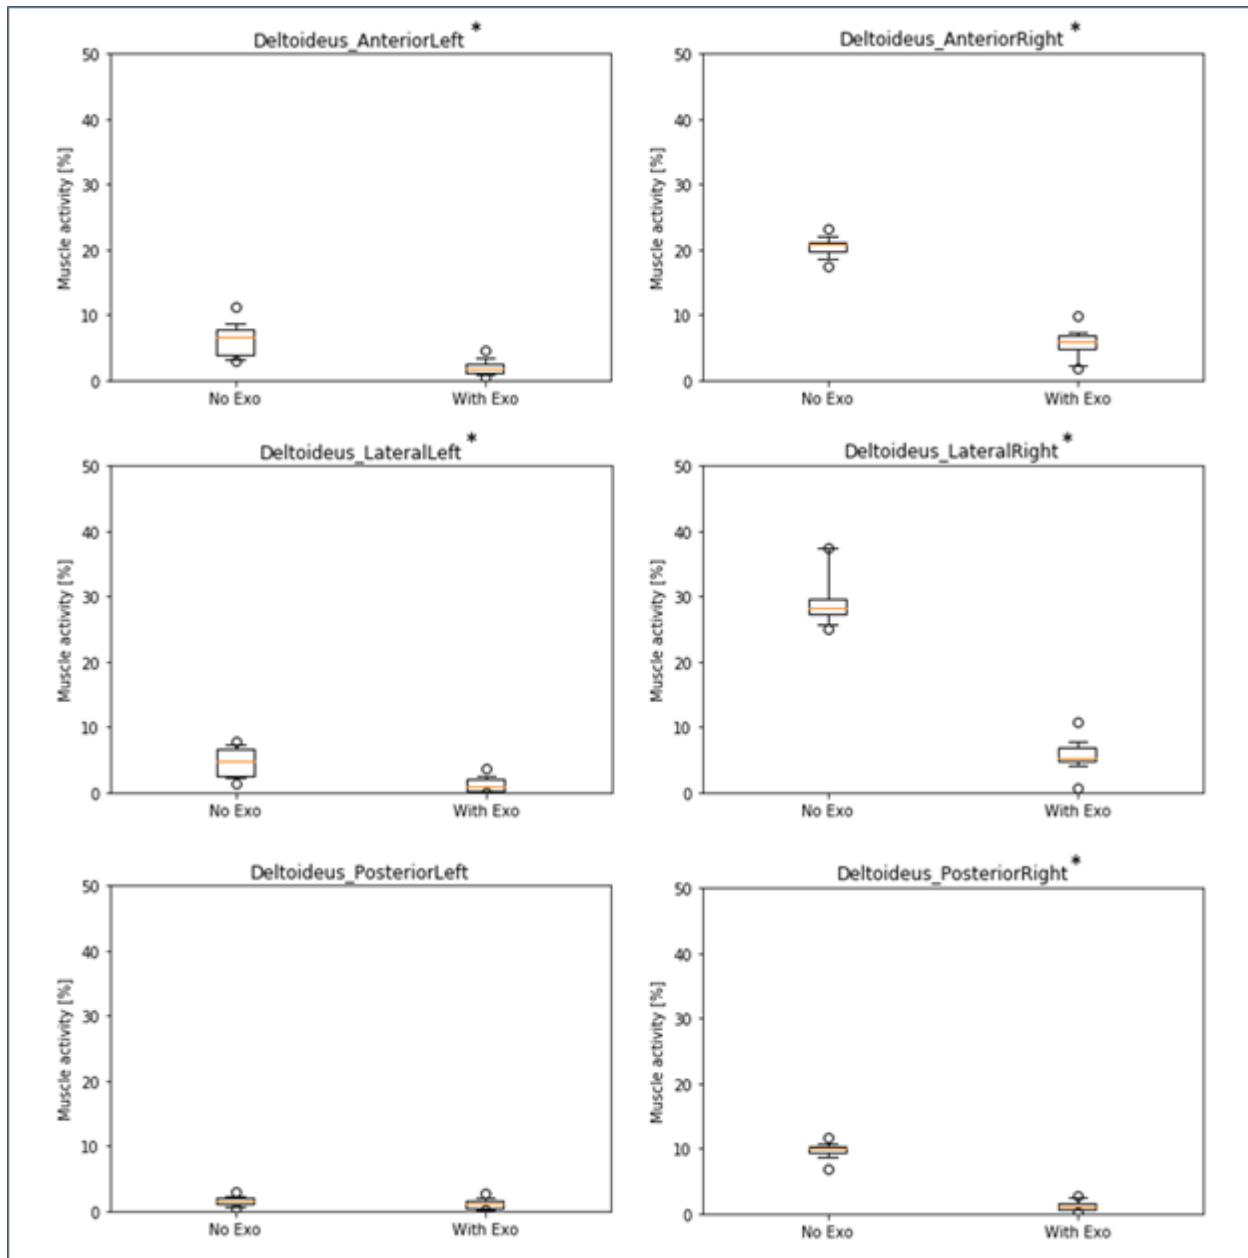 Deltoideus_AnteriorLeft *
50
40
30
20
10
0
Muscle activity [%]
No Exo With Exo
Deltoideus_AnteriorRight *
50
40
30
20
10
0
Muscle activity [%]
No Exo With Exo
Deltoideus_LateralLeft *
50
40
30
20
10
0
Muscle activity [%]
No Exo With Exo
Deltoideus_LateralRight *
50
40
30
20
10
0
Muscle activity [%]
No Exo With Exo
Deltoideus_PosteriorLeft
50
40
30
20
10
0
Muscle activity [%]
No Exo With Exo
Deltoideus_PosteriorRight *
50
40
30
20
10
0
Muscle activity [%]
No Exo With Exo